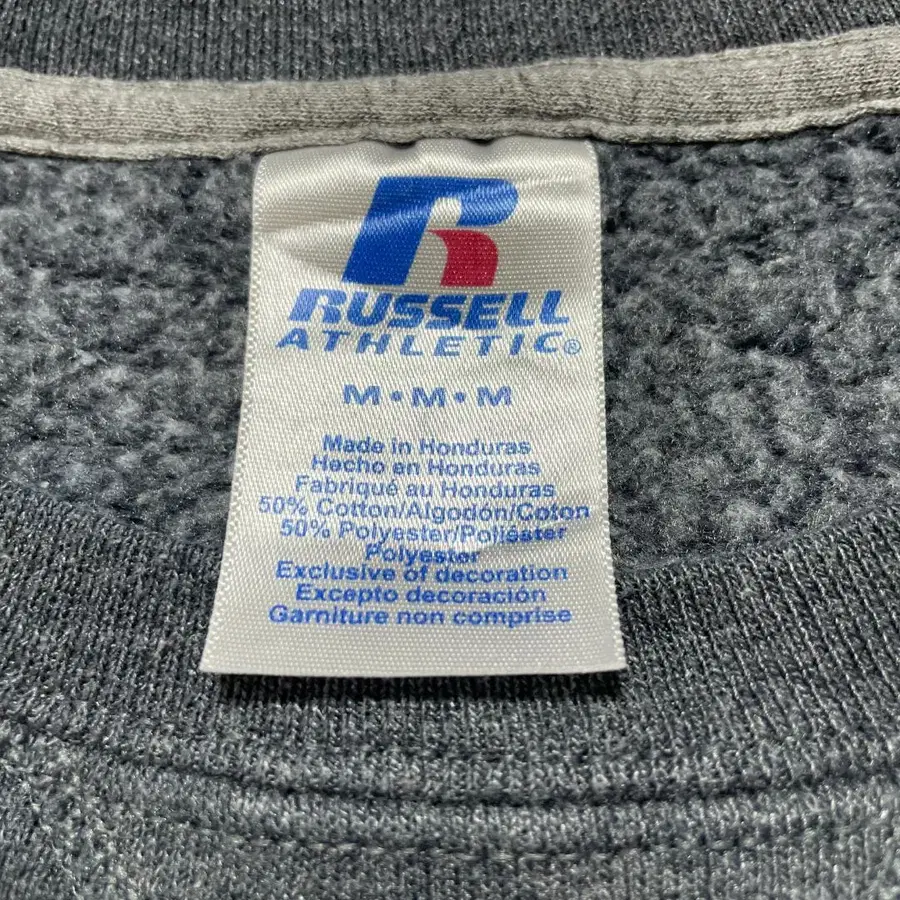 R
RUSSELL
ATHLETIC®
M•M•M
Made in Honduras
Hecho en Honduras
Fabriqué au Honduras
50% Cotton/Algodón/Coton
50% Polyester/Poliéster
Polyester
Exclusive of decoration
Excepto decoración
Garniture non comprise